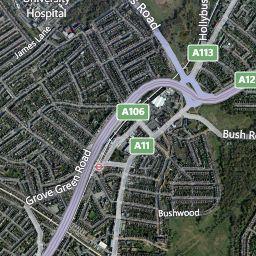 University
Hospital
James Lane
s Road
Hollybus
A113
A12
A106
A11
Bush R
Grove Green Road
Bushwood